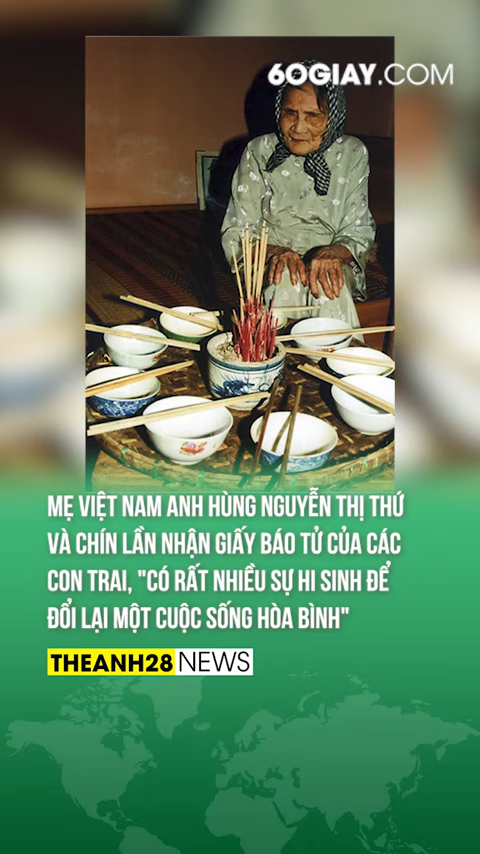 60GIAY.COM
MẸ VIỆT NAM ANH HÙNG NGUYỄN THỊ THỨ
VÀ CHÍN LẦN NHẬN GIẤY BÁO TỬ CỦA CÁC
CON TRAI, "CÓ RẤT NHIỀU SỰ HI SINH ĐỂ
ĐỔI LẠI MỘT CUỘC SỐNG HÒA BÌNH"
THEANH28 NEWS